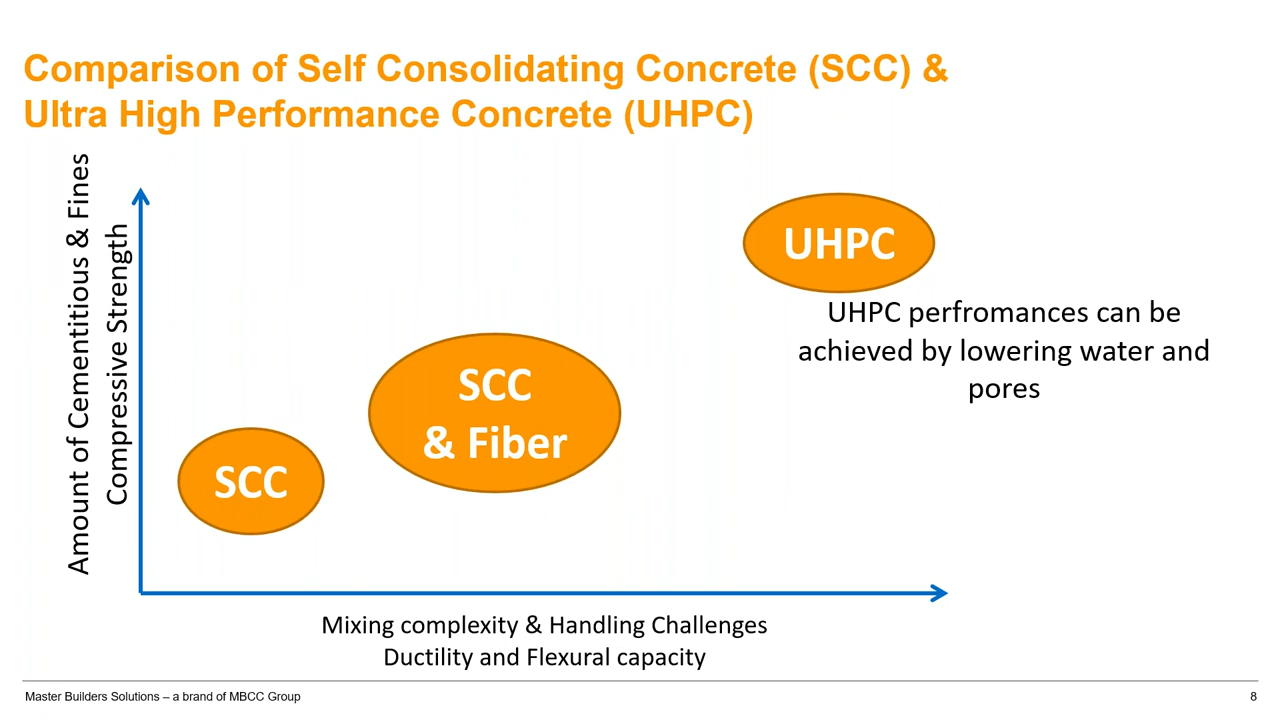 Comparison of Self Consolidating Concrete (SCC) &
Ultra High Performance Concrete (UHPC)
Amount of Cementitious & Fines
Compressive Strength
UHPC
UHPC perfromances can be
achieved by lowering water and
pores
SCC
& Fiber
SCC
Mixing complexity & Handling Challenges
Ductility and Flexural capacity
Master Builders Solutions – a brand of MBCC Group
8